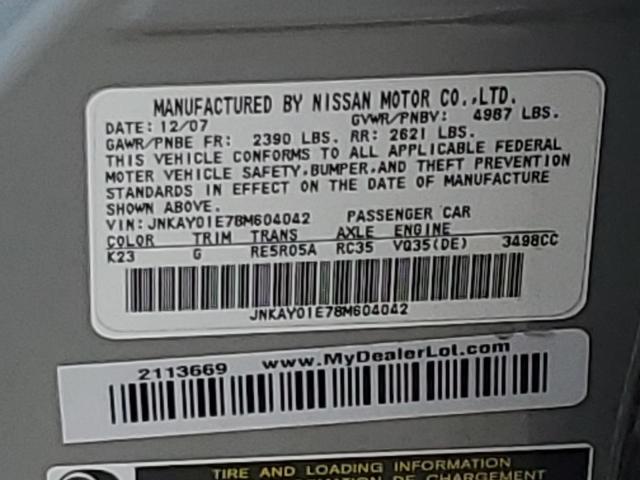 MANUFACTURED BY NISSAN MOTOR CO.,LTD.
DATE: 12/07 GVWR/PNBV: 4987 LBS.
GAWR/PNBE FR: 2390 LBS. RR: 2621 LBS.
THIS VEHICLE CONFORMS TO ALL APPLICABLE FEDERAL
MOTER VEHICLE SAFETY.BUMPER.AND THEFT PREVENTION
STANDARDS IN EFFECT ON THE DATE OF MANUFACTURE
SHOWN ABOVE.
VIN: JNKAY01E78M604042 PASSENGER CAR
COLOR TRIM TRANS AXLE ENGINE
K23 G RE5R05A RC35 VQ35(DE) 3498CC
JNKAY01E78M604042
2113669 www.MyDealerLot.com
TIRE AND LOADING INFORMATION
DE CHARGEMENT